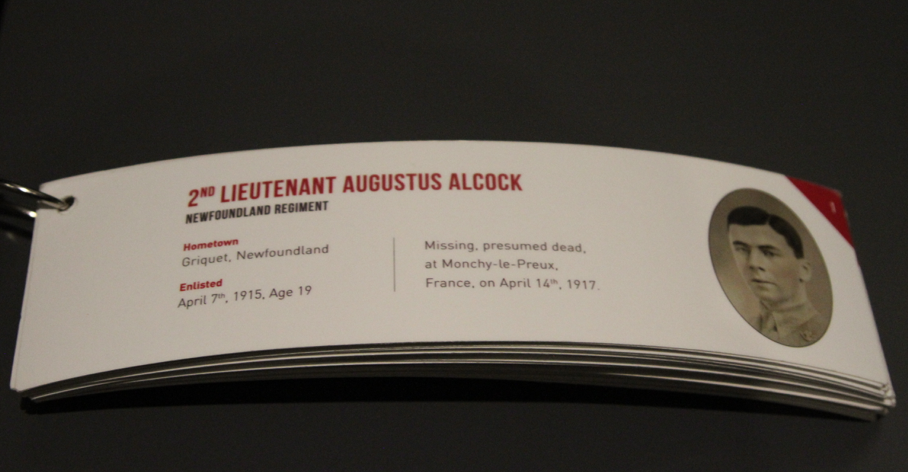 2ND LIEUTENANT AUGUSTUS ALCOCK
NEWFOUNDLAND REGIMENT
Hometown
Griquet, Newfoundland
Enlisted
April 7th, 1915, Age 19
Missing, presumed dead,
at Monchy-le-Preux,
France, on April 14th, 1917.